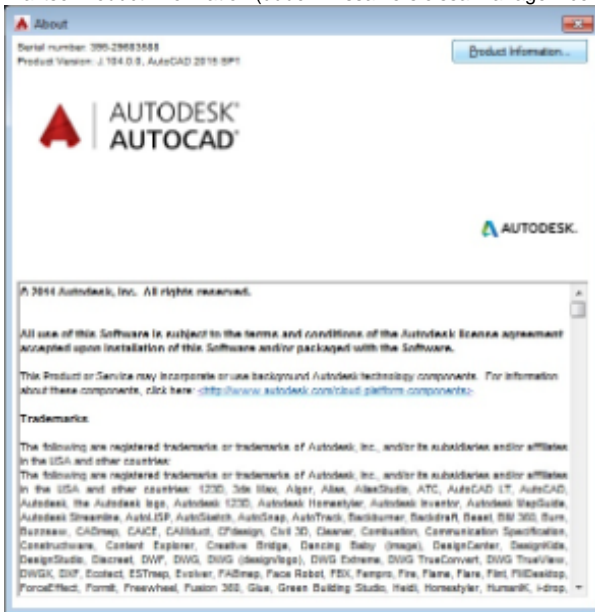 About
Serial number:
Product Version: J.104.0.0, AutoCAD 2015 SP1
Product Information...
AUTODESK®
AUTOCAD®
AUTODESK.
© 2014 Autodesk, Inc. All rights reserved.
All use of this Software is subject to the terms and conditions of the Autodesk license agreement
accepted upon installation of this Software and/or packaged with the Software.
This Product or Service may incorporate or use background Autodesk technology components. For information
about these components, click here: <http://www.autodesk.com/cloud-platform-components>
Trademarks
The following are registered trademarks or trademarks of Autodesk, Inc., and/or its subsidiaries and/or affiliates
in the USA and other countries:
The following are registered trademarks or trademarks of Autodesk, Inc., and/or its subsidiaries and/or affiliates
in the USA and other countries: 123D, 3ds Max, Algor, Alias, AliasStudio, ATC, AutoCAD LT, AutoCAD,
Autodesk, the Autodesk logo, Autodesk 123D, Autodesk Homestyler, Autodesk Inventor, Autodesk MapGuide,
Autodesk Streamline, AutoLISP, AutoSketch, AutoSnap, AutoTrack, Backburner, Backdraft, Beast, BIM 360, Burn,
Buzzsaw, CADmep, CAiCE, CAMduct, CFdesign, Civil 3D, Cleaner, Combustion, Communication Specification,
Constructware, Content Explorer, Creative Bridge, Dancing Baby (image), DesignCenter, DesignKids,
DesignStudio, Discreet, DWF, DWG, DWG (design/logo), DWG Extreme, DWG TrueConvert, DWG TrueView,
DWGX, DXF, Ecotect, ESTmep, Evolver, FABmep, Face Robot, FBX, Fempro, Fire, Flame, Flare, Flint, FMDesktop,
ForceEffect, FormIt, Freewheel, Fusion 360, Glue, Green Building Studio, Heidi, Homestyler, HumanIK, i-drop,